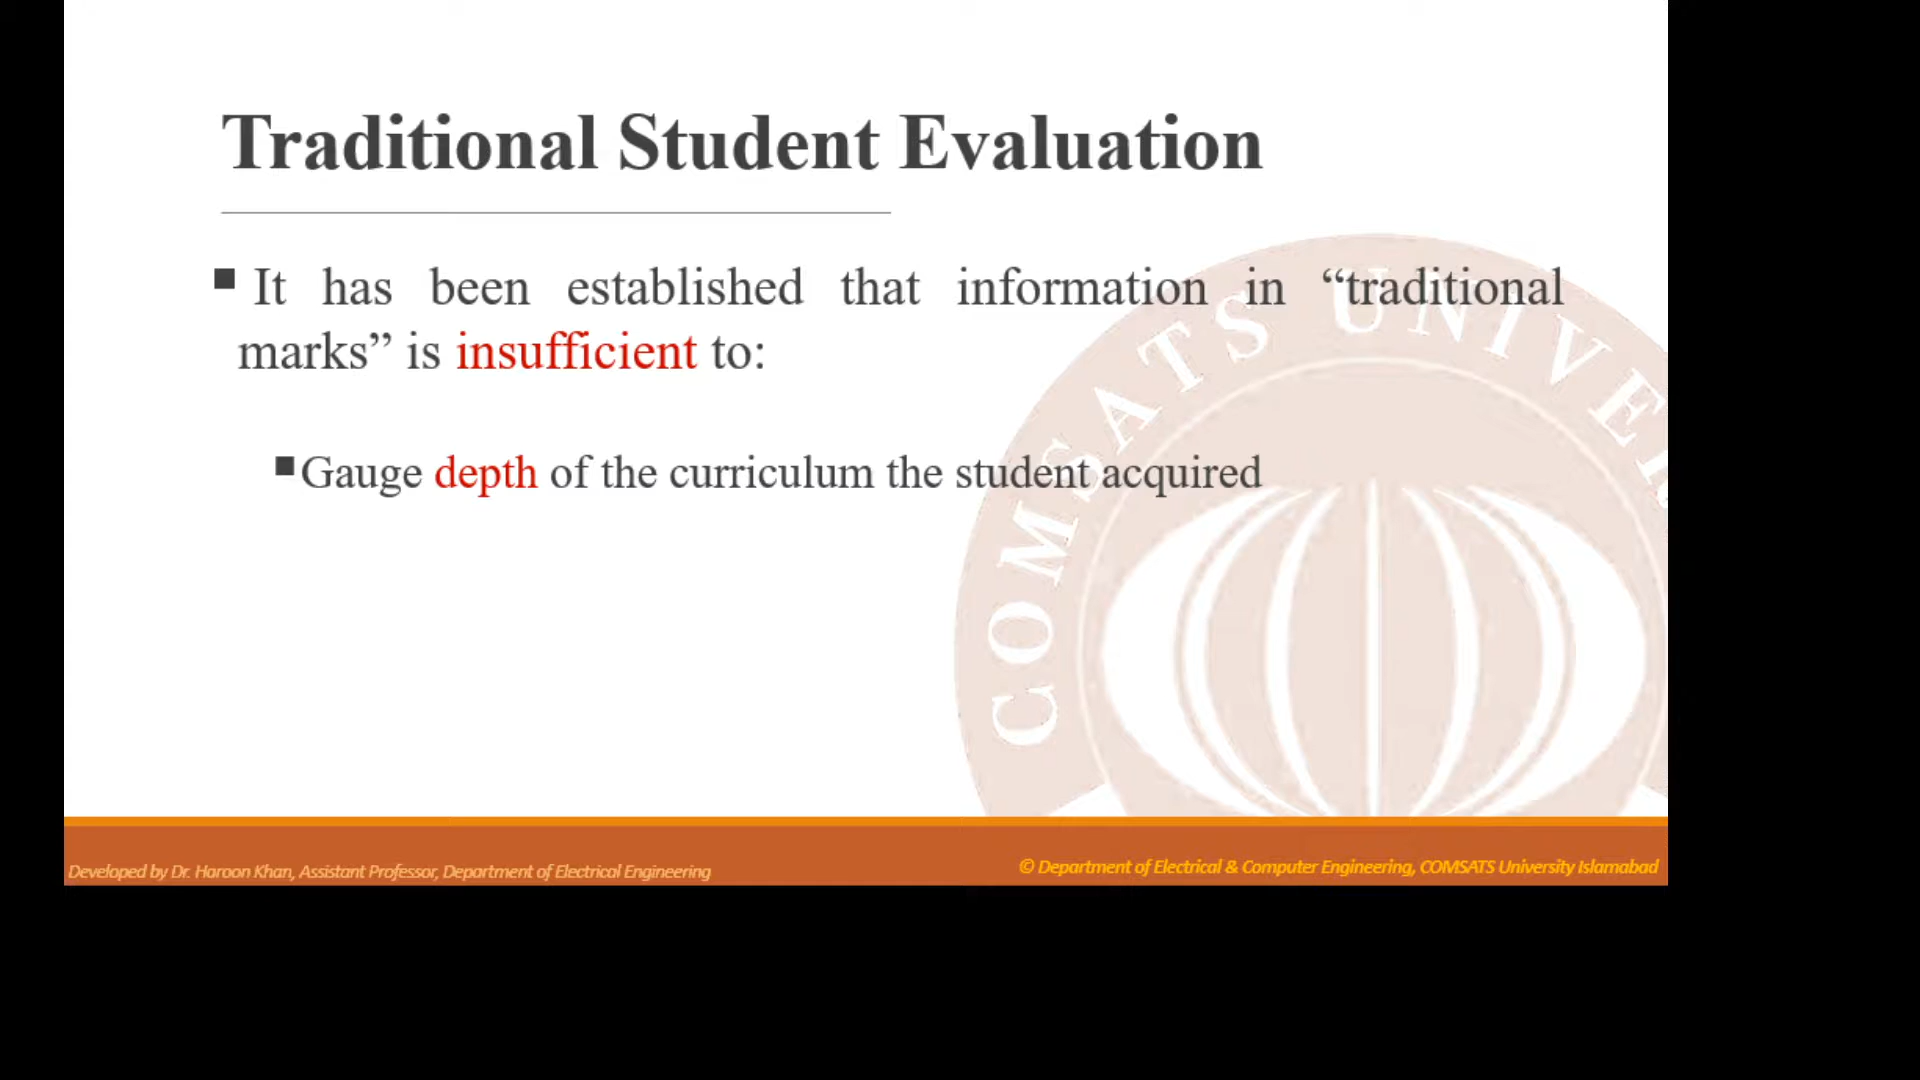 Traditional Student Evaluation
It has been established that information in “traditional
marks” is insufficient to:
Gauge depth of the curriculum the student acquired
COMSATS UNIVER
Developed by Dr. Haroon Khan, Assistant Professor, Department of Electrical Engineering
© Department of Electrical & Computer Engineering, COMSATS University Islamabad